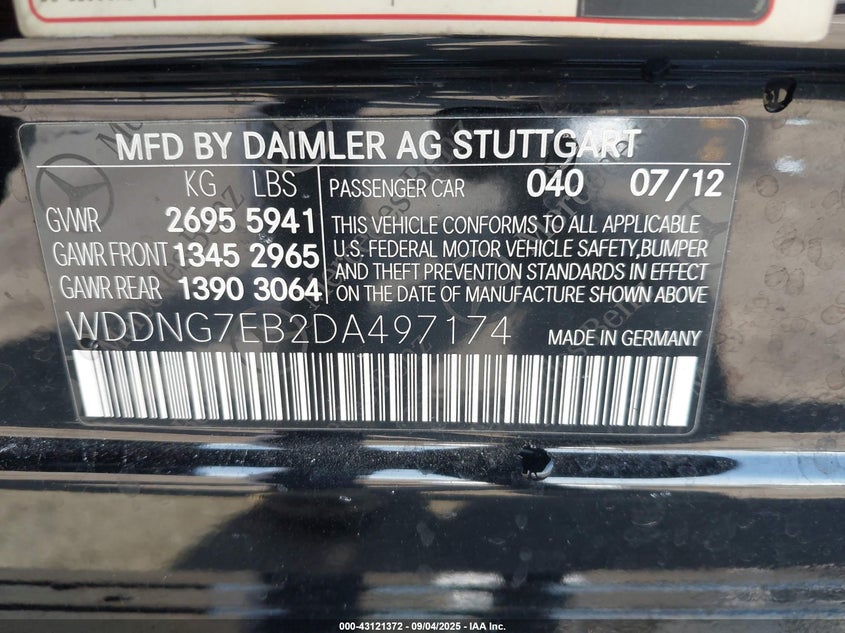 MFD BY DAIMLER AG STUTTGART
KG LBS
GVWR 2695 5941
GAWR FRONT 1345 2965
GAWR REAR 1390 3064
PASSENGER CAR 040 07/12
THIS VEHICLE CONFORMS TO ALL APPLICABLE
U.S. FEDERAL MOTOR VEHICLE SAFETY,BUMPER
AND THEFT PREVENTION STANDARDS IN EFFECT
ON THE DATE OF MANUFACTURE SHOWN ABOVE
WDDNG7EB2DA497174 MADE IN GERMANY
000-43121372 - 09/04/2025 - IAA Inc.